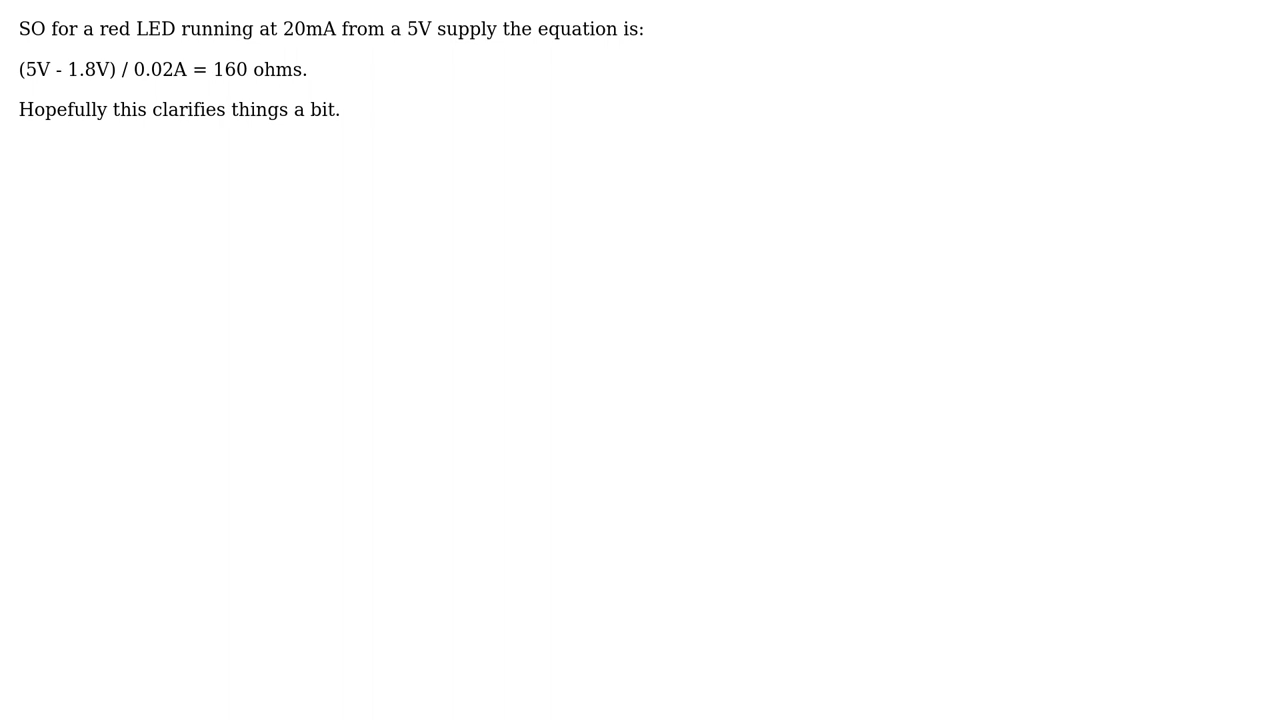 SO for a red LED running at 20mA from a 5V supply the equation is:
(5V - 1.8V) / 0.02A = 160 ohms.
Hopefully this clarifies things a bit.